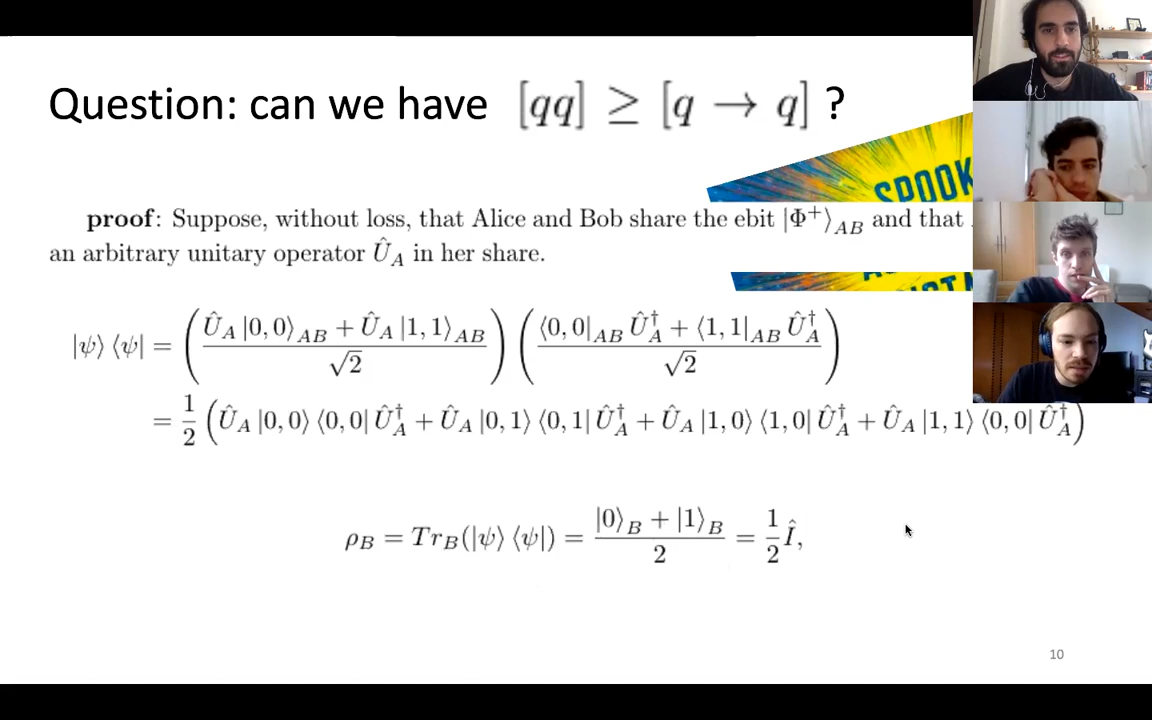 Question: can we have [qq] ≥ [q → q] ?
SPOOK
proof: Suppose, without loss, that Alice and Bob share the ebit |Φ⁺⟩_AB and that
an arbitrary unitary operator Û_A in her share.
|ψ⟩ ⟨ψ| = ( (Û_A |0,0⟩_AB + Û_A |1,1⟩_AB) / √2 ) ( (⟨0,0|_AB Û_A^† + ⟨1,1|_AB Û_A^†) / √2 )
= 1/2 ( Û_A |0,0⟩ ⟨0,0| Û_A^† + Û_A |0,1⟩ ⟨0,1| Û_A^† + Û_A |1,0⟩ ⟨1,0| Û_A^† + Û_A |1,1⟩ ⟨0,0| Û_A^† )
ρ_B = Tr_B(|ψ⟩ ⟨ψ|) = (|0⟩_B + |1⟩_B) / 2 = 1/2 Î,
10